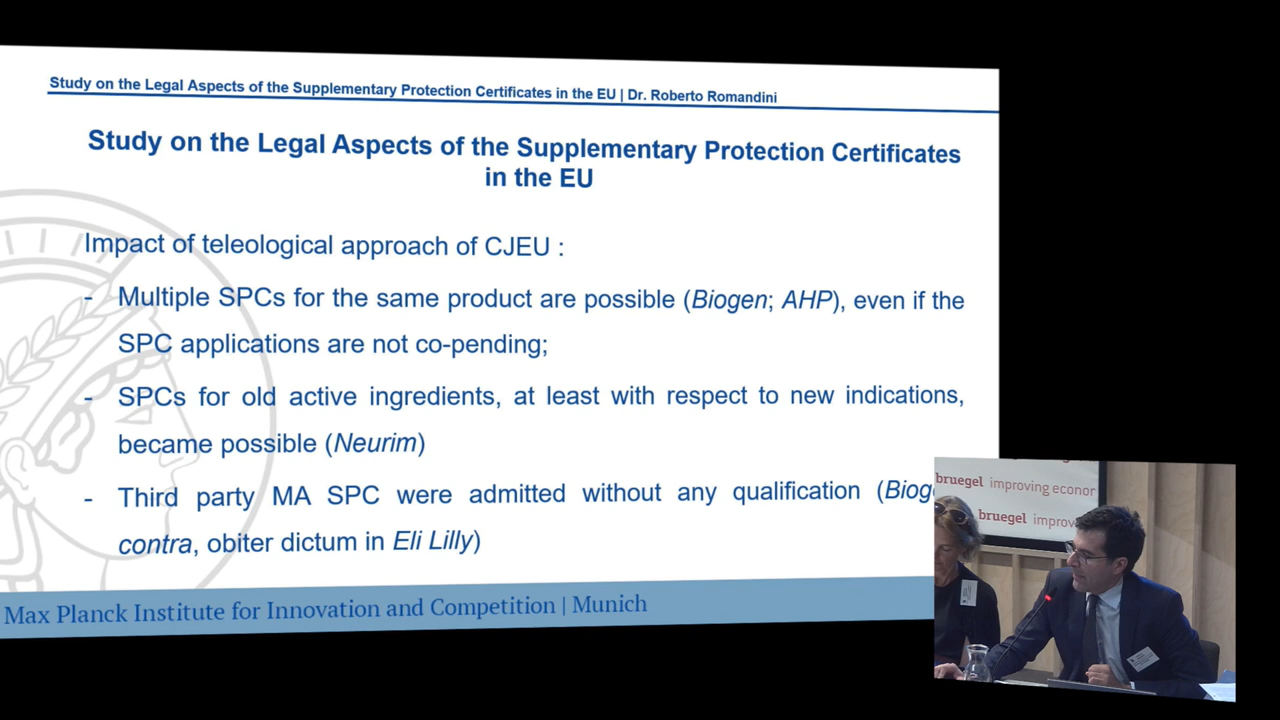 Study on the Legal Aspects of the Supplementary Protection Certificates in the EU | Dr. Roberto Romandini
Study on the Legal Aspects of the Supplementary Protection Certificates
in the EU
Impact of teleological approach of CJEU :
- Multiple SPCs for the same product are possible (Biogen; AHP), even if the
SPC applications are not co-pending;
- SPCs for old active ingredients, at least with respect to new indications,
became possible (Neurim)
- Third party MA SPC were admitted without any qualification (Bioge
contra, obiter dictum in Eli Lilly)
Max Planck Institute for Innovation and Competition | Munich
bruegel improving econor
bruegel improv